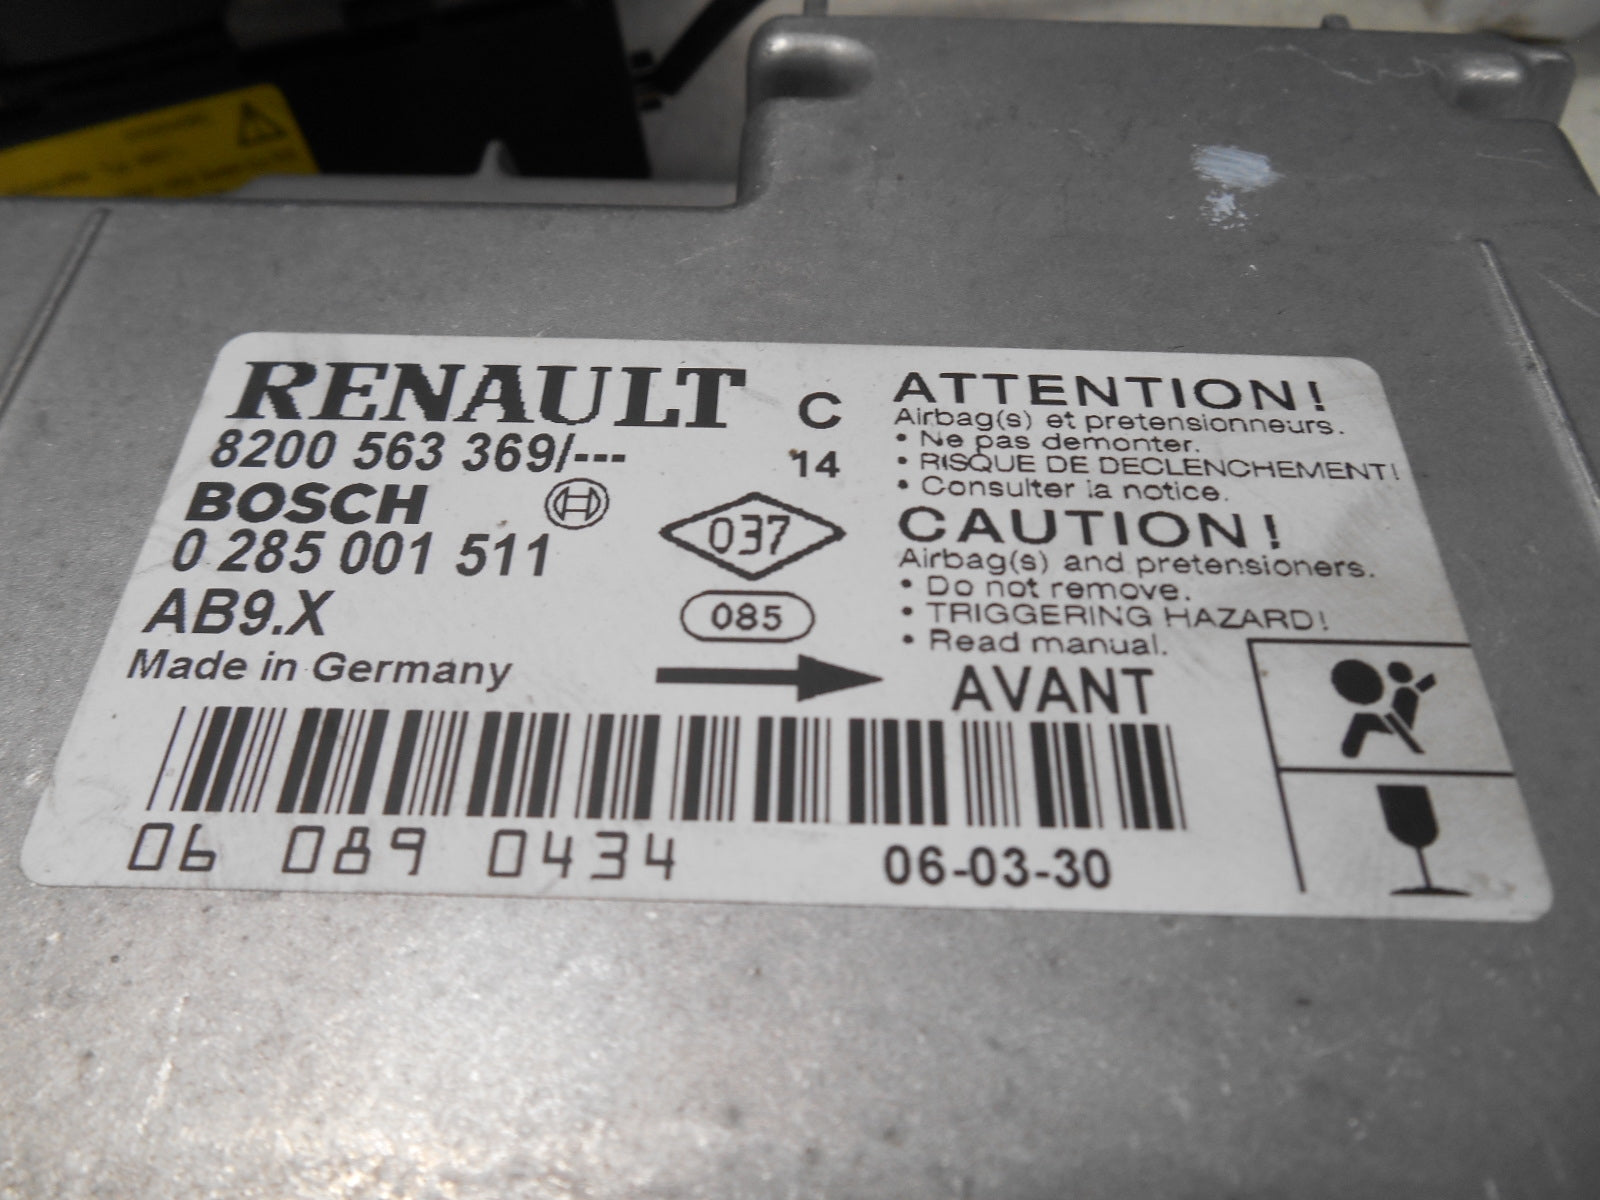 RENAULT C
8200 563 369/--- 14
BOSCH
0 285 001 511
AB9.X
Made in Germany
037
085
ATTENTION!
Airbag(s) et pretensionneurs.
• Ne pas demonter.
• RISQUE DE DECLENCHEMENT!
• Consulter la notice.
CAUTION!
Airbag(s) and pretensioners.
• Do not remove.
• TRIGGERING HAZARD!
• Read manual.
AVANT
06 089 0434
06-03-30